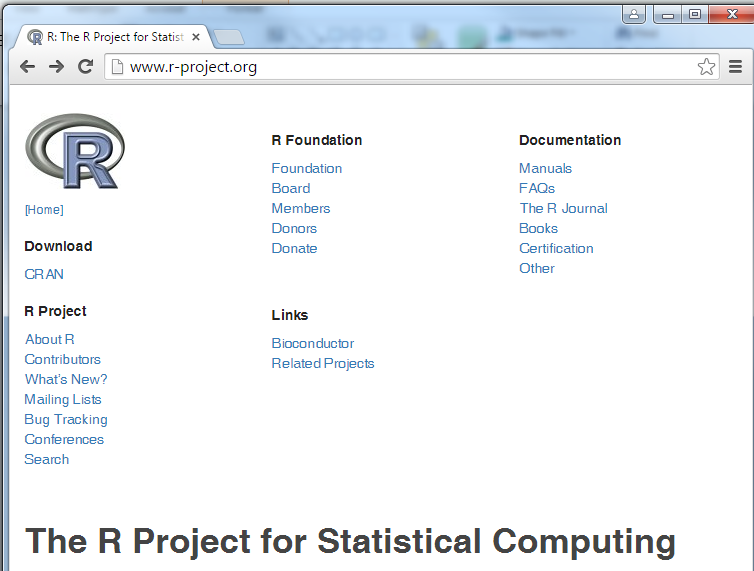 R: The R Project for Statist
www.r-project.org
R
[Home]
Download
CRAN
R Project
About R
Contributors
What's New?
Mailing Lists
Bug Tracking
Conferences
Search
R Foundation
Foundation
Board
Members
Donors
Donate
Links
Bioconductor
Related Projects
Documentation
Manuals
FAQs
The R Journal
Books
Certification
Other
The R Project for Statistical Computing